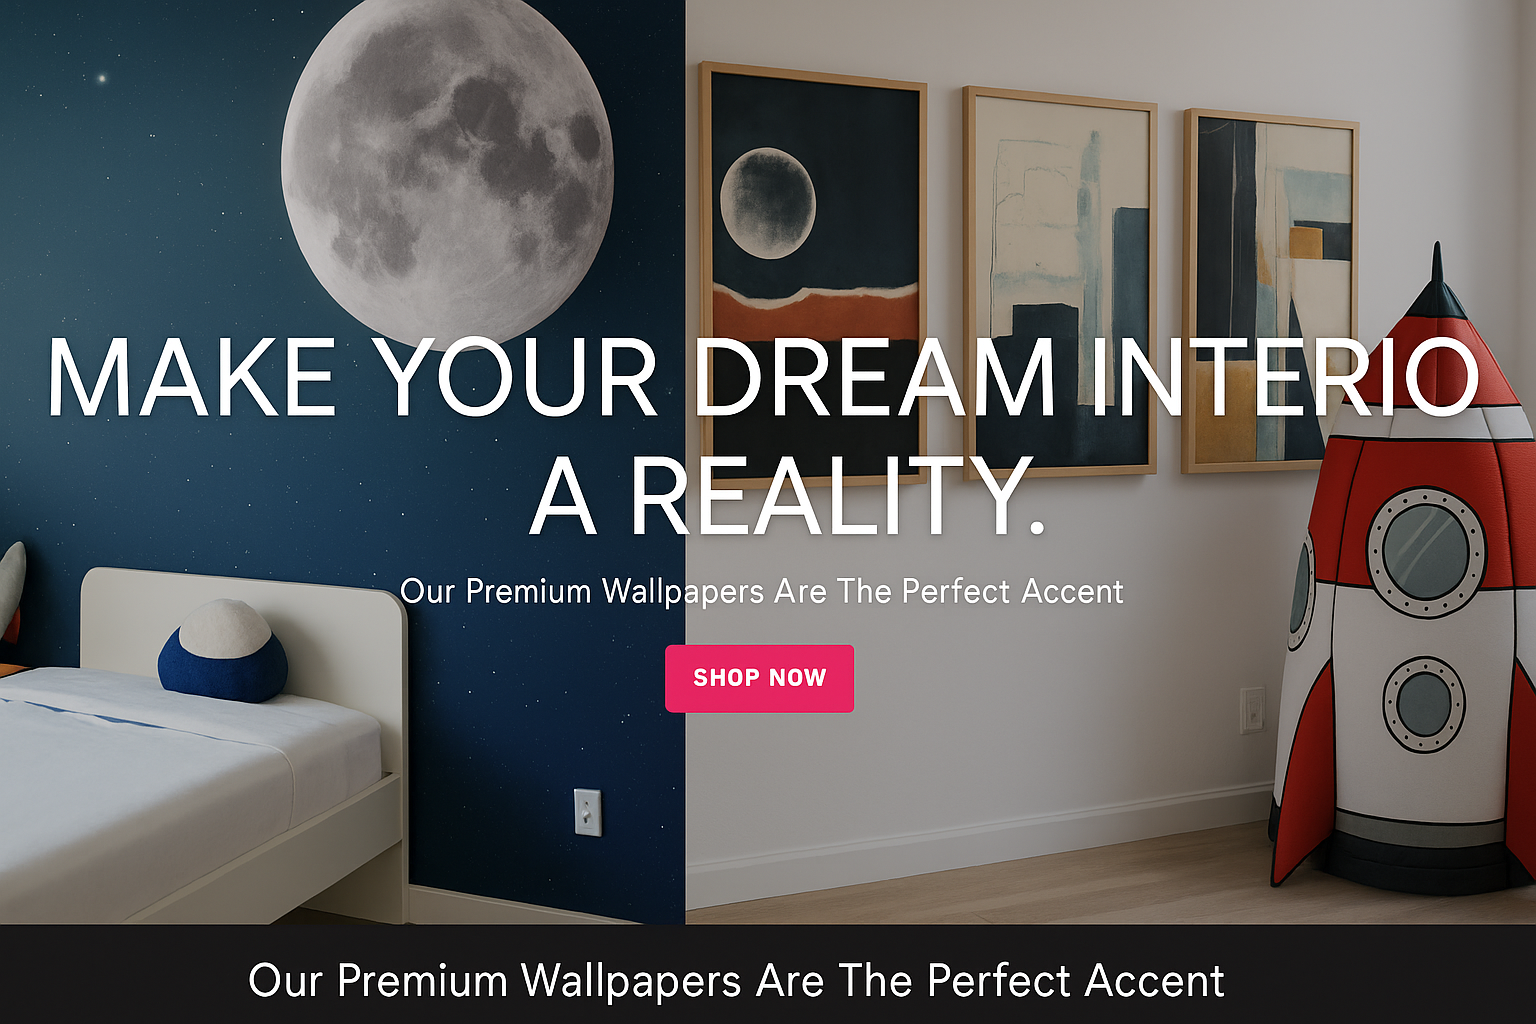 MAKE YOUR DREAM INTERIO
A REALITY.
Our Premium Wallpapers Are The Perfect Accent
SHOP NOW
Our Premium Wallpapers Are The Perfect Accent